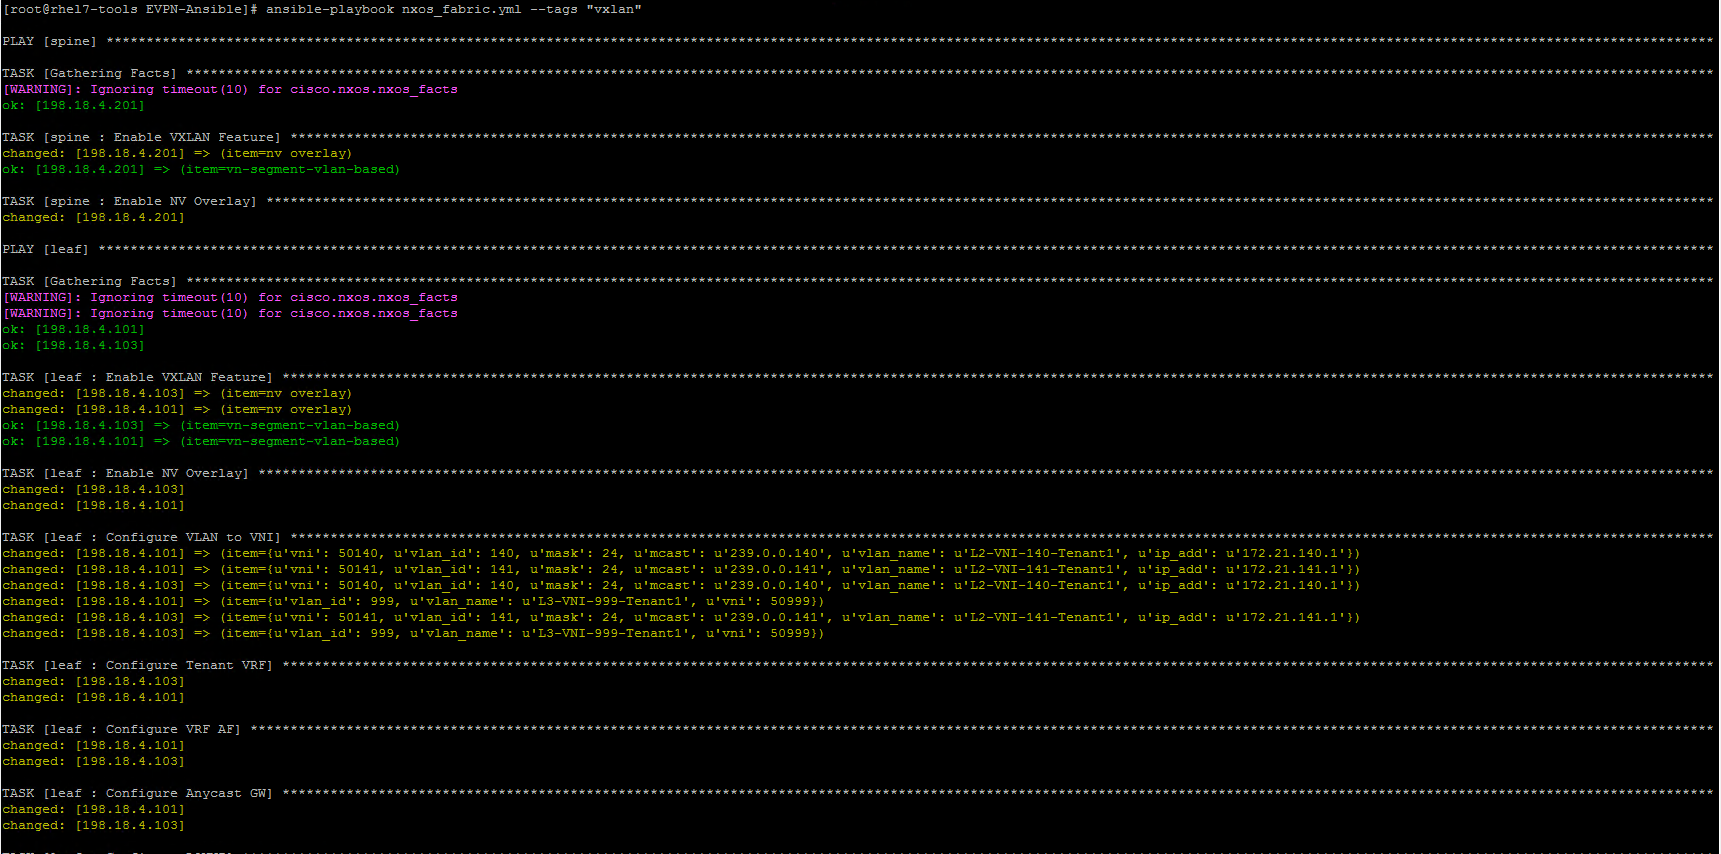 [root@rhel7-tools EVPN-Ansible]# ansible-playbook nxos_fabric.yml --tags "vxlan"
PLAY [spine] ************************************************************
TASK [Gathering Facts] ************************************************************
[WARNING]: Ignoring timeout(10) for cisco.nxos.nxos_facts
ok: [198.18.4.201]
TASK [spine : Enable VXLAN Feature] ************************************************************
changed: [198.18.4.201] => (item=nv overlay)
ok: [198.18.4.201] => (item=vn-segment-vlan-based)
TASK [spine : Enable NV Overlay] ************************************************************
changed: [198.18.4.201]
PLAY [leaf] ************************************************************
TASK [Gathering Facts] ************************************************************
[WARNING]: Ignoring timeout(10) for cisco.nxos.nxos_facts
[WARNING]: Ignoring timeout(10) for cisco.nxos.nxos_facts
ok: [198.18.4.101]
ok: [198.18.4.103]
TASK [leaf : Enable VXLAN Feature] ************************************************************
changed: [198.18.4.103] => (item=nv overlay)
changed: [198.18.4.101] => (item=nv overlay)
ok: [198.18.4.103] => (item=vn-segment-vlan-based)
ok: [198.18.4.101] => (item=vn-segment-vlan-based)
TASK [leaf : Enable NV Overlay] ************************************************************
changed: [198.18.4.103]
changed: [198.18.4.101]
TASK [leaf : Configure VLAN to VNI] ************************************************************
changed: [198.18.4.101] => (item={u'vni': 50140, u'vlan_id': 140, u'mask': 24, u'mcast': u'239.0.0.140', u'vlan_name': u'L2-VNI-140-Tenant1', u'ip_add': u'172.21.140.1'})
changed: [198.18.4.101] => (item={u'vni': 50141, u'vlan_id': 141, u'mask': 24, u'mcast': u'239.0.0.141', u'vlan_name': u'L2-VNI-141-Tenant1', u'ip_add': u'172.21.141.1'})
changed: [198.18.4.103] => (item={u'vni': 50140, u'vlan_id': 140, u'mask': 24, u'mcast': u'239.0.0.140', u'vlan_name': u'L2-VNI-140-Tenant1', u'ip_add': u'172.21.140.1'})
changed: [198.18.4.101] => (item={u'vlan_id': 999, u'vlan_name': u'L3-VNI-999-Tenant1', u'vni': 50999})
changed: [198.18.4.103] => (item={u'vni': 50141, u'vlan_id': 141, u'mask': 24, u'mcast': u'239.0.0.141', u'vlan_name': u'L2-VNI-141-Tenant1', u'ip_add': u'172.21.141.1'})
changed: [198.18.4.103] => (item={u'vlan_id': 999, u'vlan_name': u'L3-VNI-999-Tenant1', u'vni': 50999})
TASK [leaf : Configure Tenant VRF] ************************************************************
changed: [198.18.4.103]
changed: [198.18.4.101]
TASK [leaf : Configure VRF AF] ************************************************************
changed: [198.18.4.101]
changed: [198.18.4.103]
TASK [leaf : Configure Anycast GW] ************************************************************
changed: [198.18.4.101]
changed: [198.18.4.103]